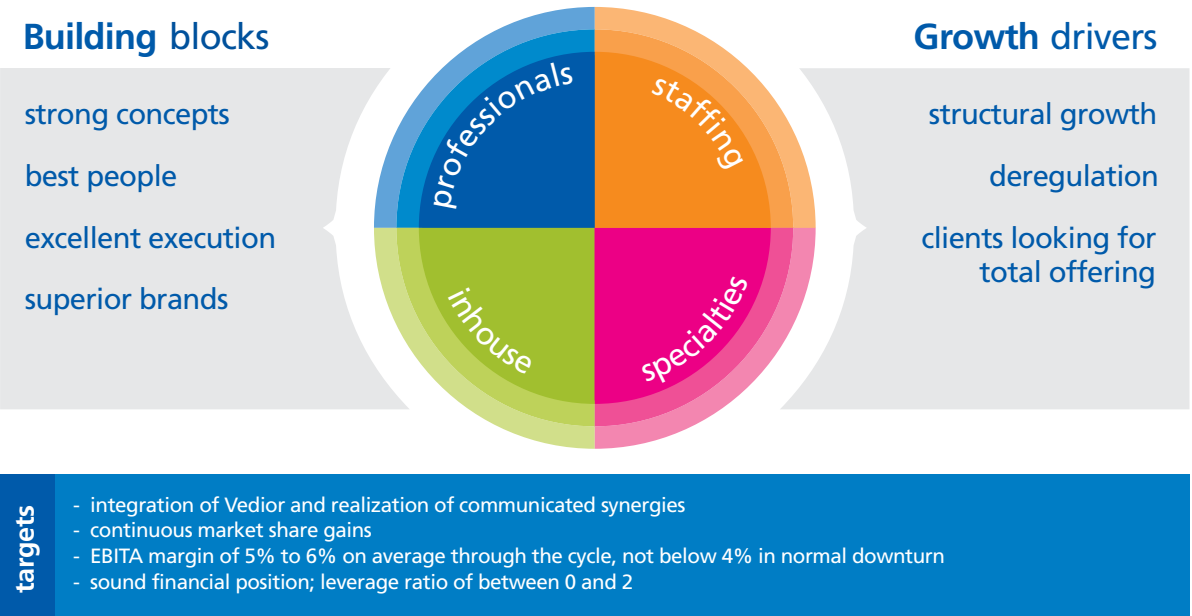 Building blocks
strong concepts
best people
excellent execution
superior brands
professionals
staffing
inhouse
specialties
Growth drivers
structural growth
deregulation
clients looking for
total offering
targets
- integration of Vedior and realization of communicated synergies
- continuous market share gains
- EBITA margin of 5% to 6% on average through the cycle, not below 4% in normal downturn
- sound financial position; leverage ratio of between 0 and 2